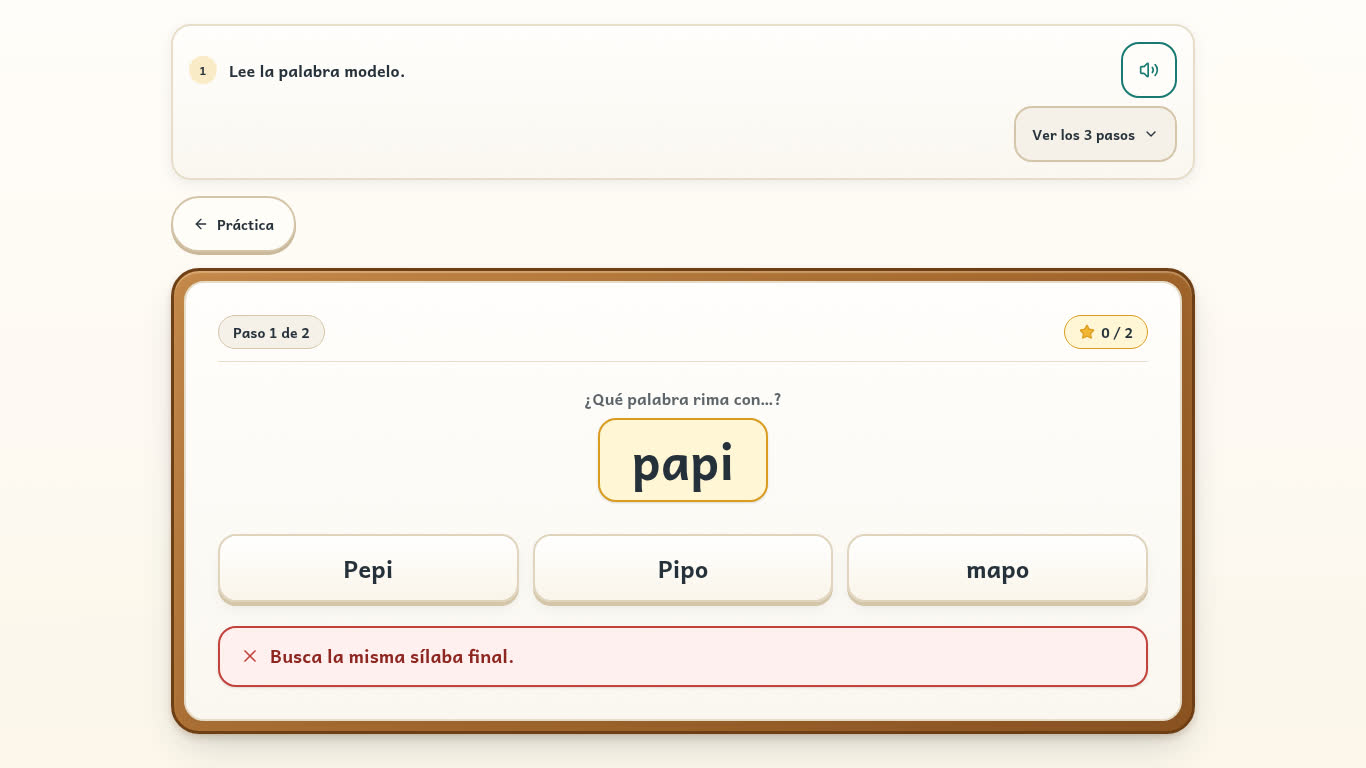 1 Lee la palabra modelo.
Ver los 3 pasos
Práctica
Paso 1 de 2
0 / 2
¿Qué palabra rima con...?
papi
Pepi
Pipo
mapo
Busca la misma sílaba final.